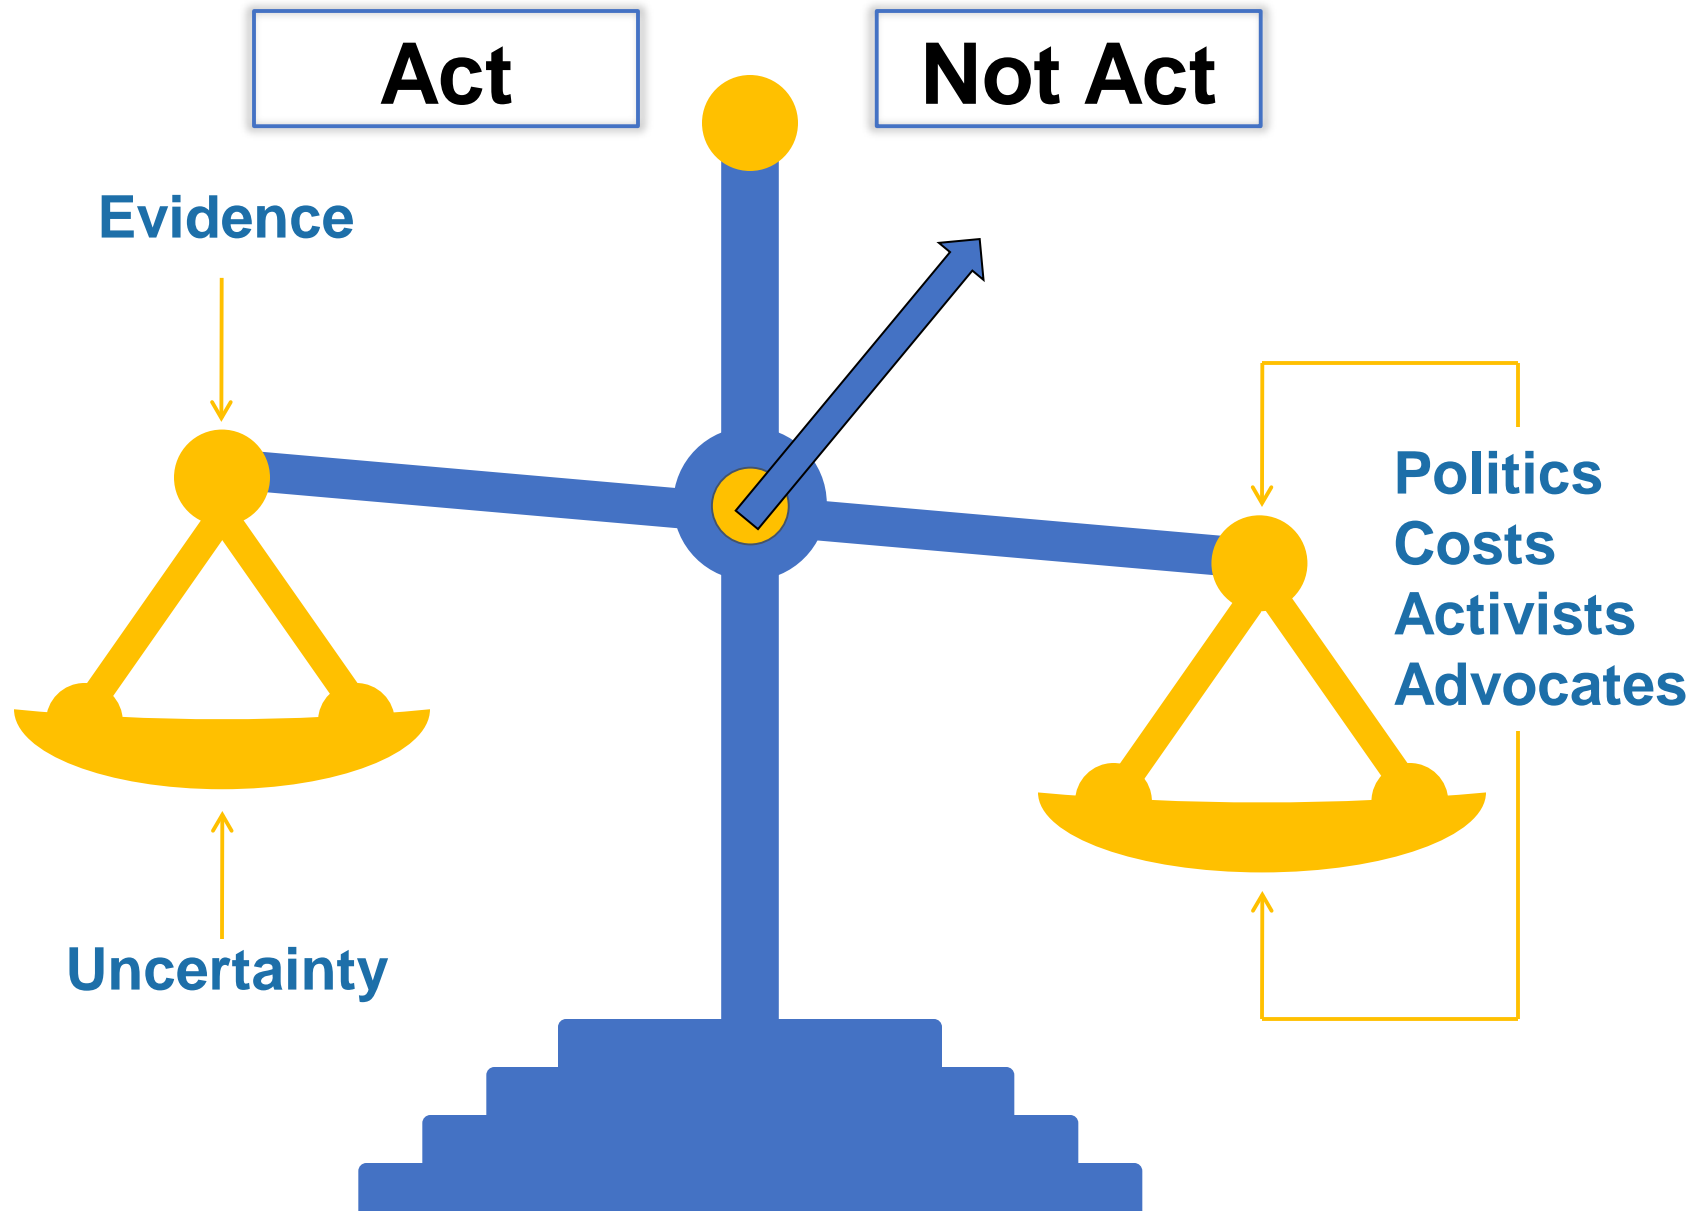 Act
Not Act
Evidence
Politics
Costs
Activists
Advocates
Uncertainty